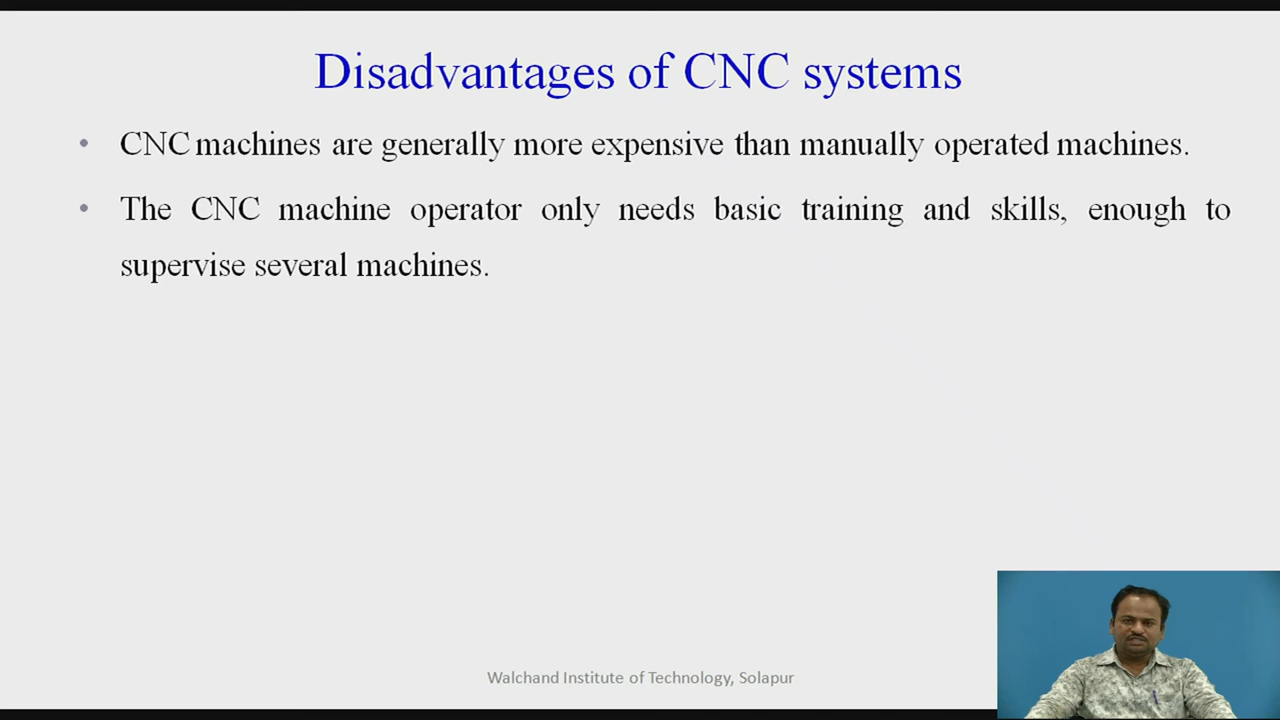 Disadvantages of CNC systems
• CNC machines are generally more expensive than manually operated machines.
• The CNC machine operator only needs basic training and skills, enough to
supervise several machines.
Walchand Institute of Technology, Solapur